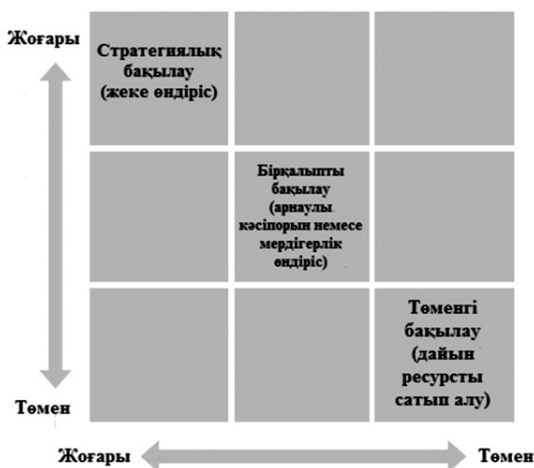 Жоғары
Стратегиялық
бақылау
(жеке өндіріс)
Бірқалыпты
бақылау
(арнаулы
кәсіпорын немесе
мердігерлік
өндіріс)
Төменгі
бақылау
(дайын
ресурсты
сатып алу)
Төмен
Жоғары
Төмен